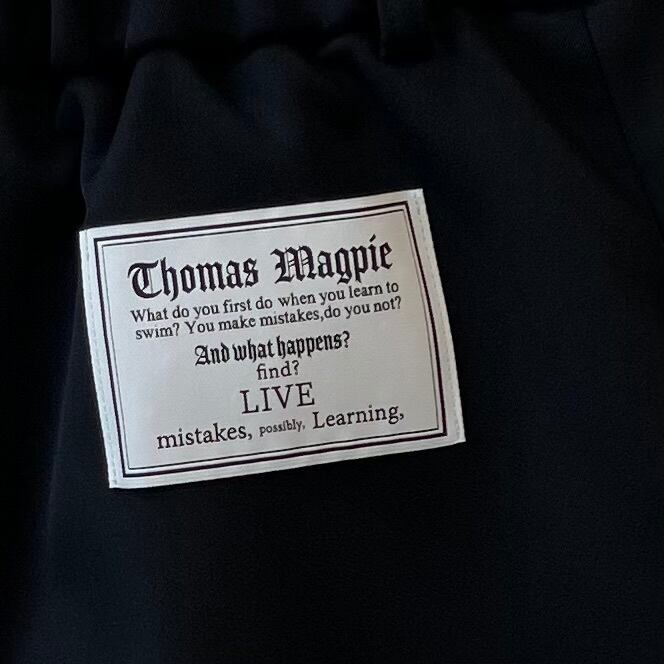 Thomas Magpie
What do you first do when you learn to
swim? You make mistakes,do you not?
And what happens?
find?
LIVE
mistakes, possibly, Learning,